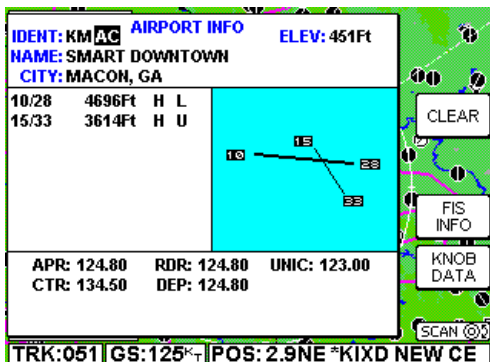 AIRPORT INFO
IDENT: KMAC ELEV: 451Ft
NAME: SMART DOWNTOWN
CITY: MACON, GA
10/28 4696Ft H L
15/33 3614Ft H U
15
10
28
33
CLEAR
FIS INFO
KNOB DATA
APR: 124.80 RDR: 124.80 UNIC: 123.00
CTR: 134.50 DEP: 124.80
SCAN
TRK:051 GS:125KT POS: 2.9NE *KIXD NEW CE